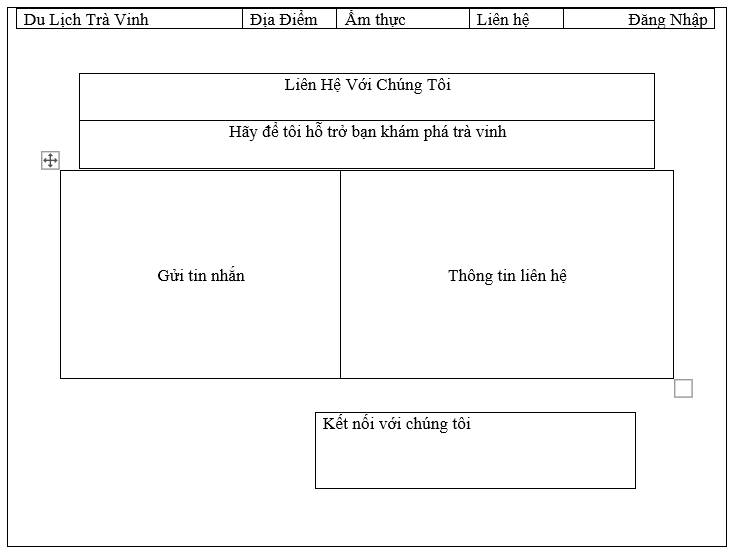 Du Lịch Trà Vinh Địa Điểm Ẩm thực Liên hệ Đăng Nhập
Liên Hệ Với Chúng Tôi
Hãy để tôi hỗ trở bạn khám phá trà vinh
Gửi tin nhắn Thông tin liên hệ
Kết nối với chúng tôi